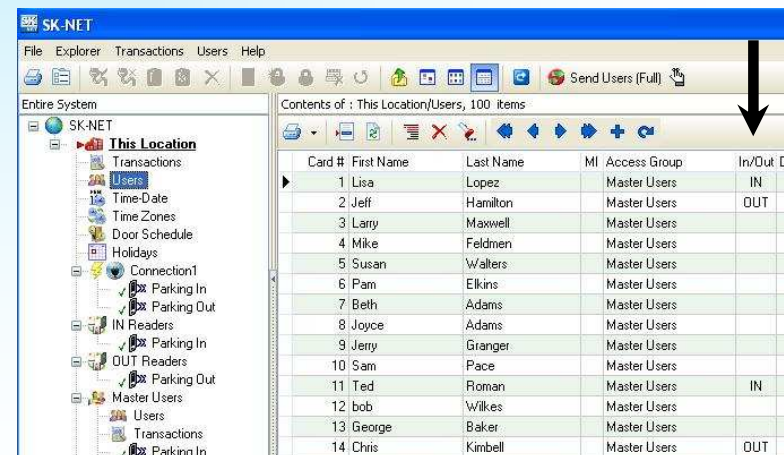 SK-NET
File Explorer Transactions Users Help
Send Users (Full)
Entire System
SK-NET
This Location
Transactions
Users
Time-Date
Time Zones
Door Schedule
Holidays
Connection1
Parking In
Parking Out
IN Readers
Parking In
OUT Readers
Parking Out
Master Users
Users
Transactions
Parking In
Contents of : This Location/Users, 100 items
Card # First Name Last Name MI Access Group In/Out D
1 Lisa Lopez Master Users IN
2 Jeff Hamilton Master Users OUT
3 Larry Maxwell Master Users
4 Mike Feldmen Master Users
5 Susan Walters Master Users
6 Pam Elkins Master Users
7 Beth Adams Master Users
8 Joyce Adams Master Users
9 Jerry Granger Master Users
10 Sam Pace Master Users
11 Ted Roman Master Users IN
12 bob Wilkes Master Users
13 George Baker Master Users
14 Chris Kimbell Master Users OUT